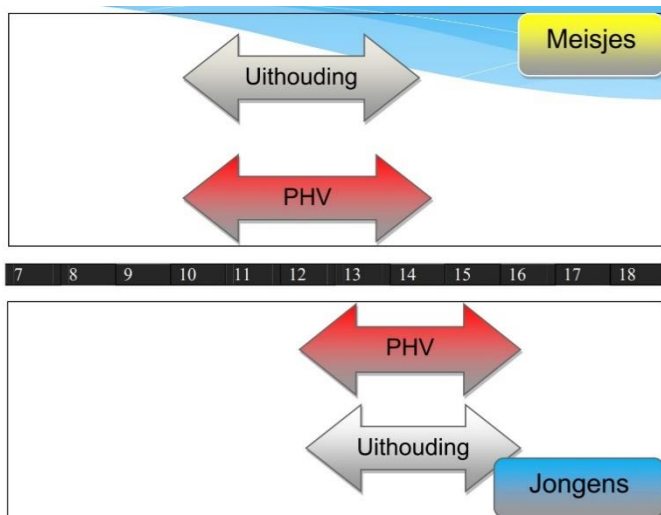 Meisjes
Uithouding
PHV
7 8 9 10 11 12 13 14 15 16 17 18
PHV
Uithouding
Jongens